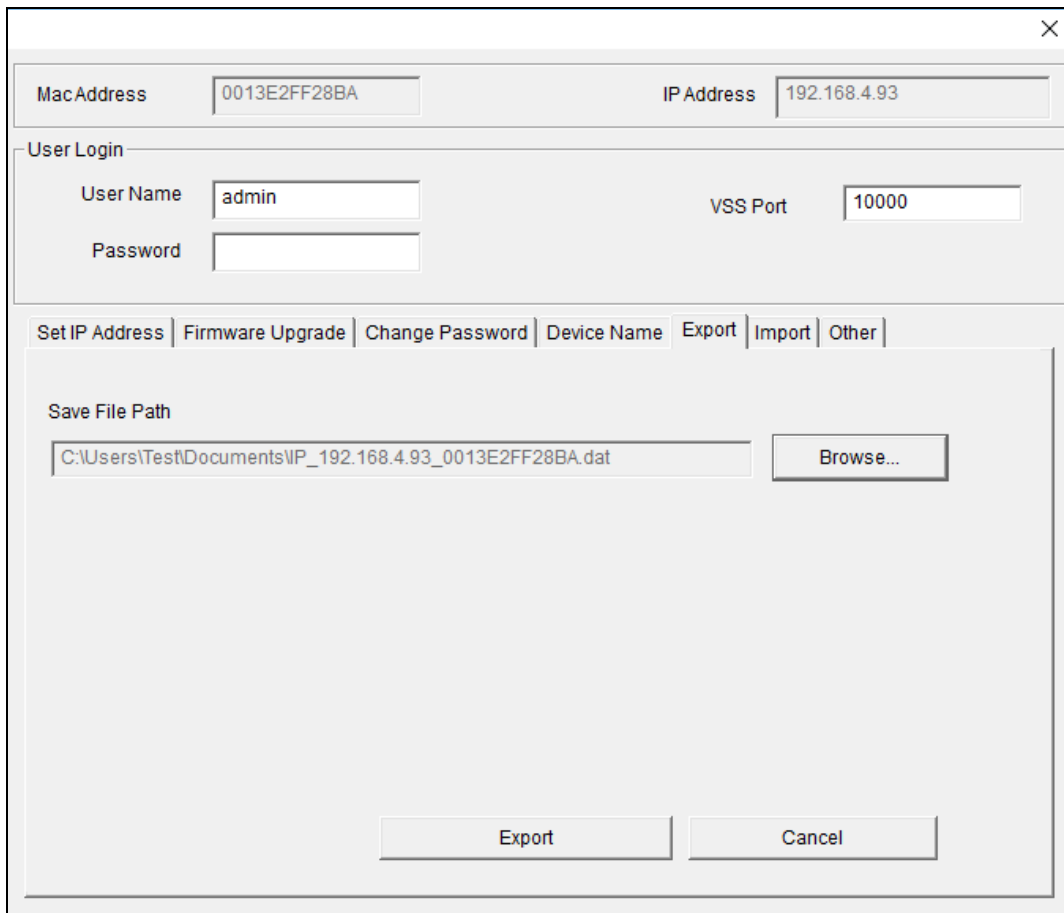 Mac Address 0013E2FF28BA IP Address 192.168.4.93
User Login
User Name admin VSS Port 10000
Password
Set IP Address Firmware Upgrade Change Password Device Name Export Import Other
Save File Path
C:\Users\Test\Documents\IP_192.168.4.93_0013E2FF28BA.dat Browse...
Export Cancel